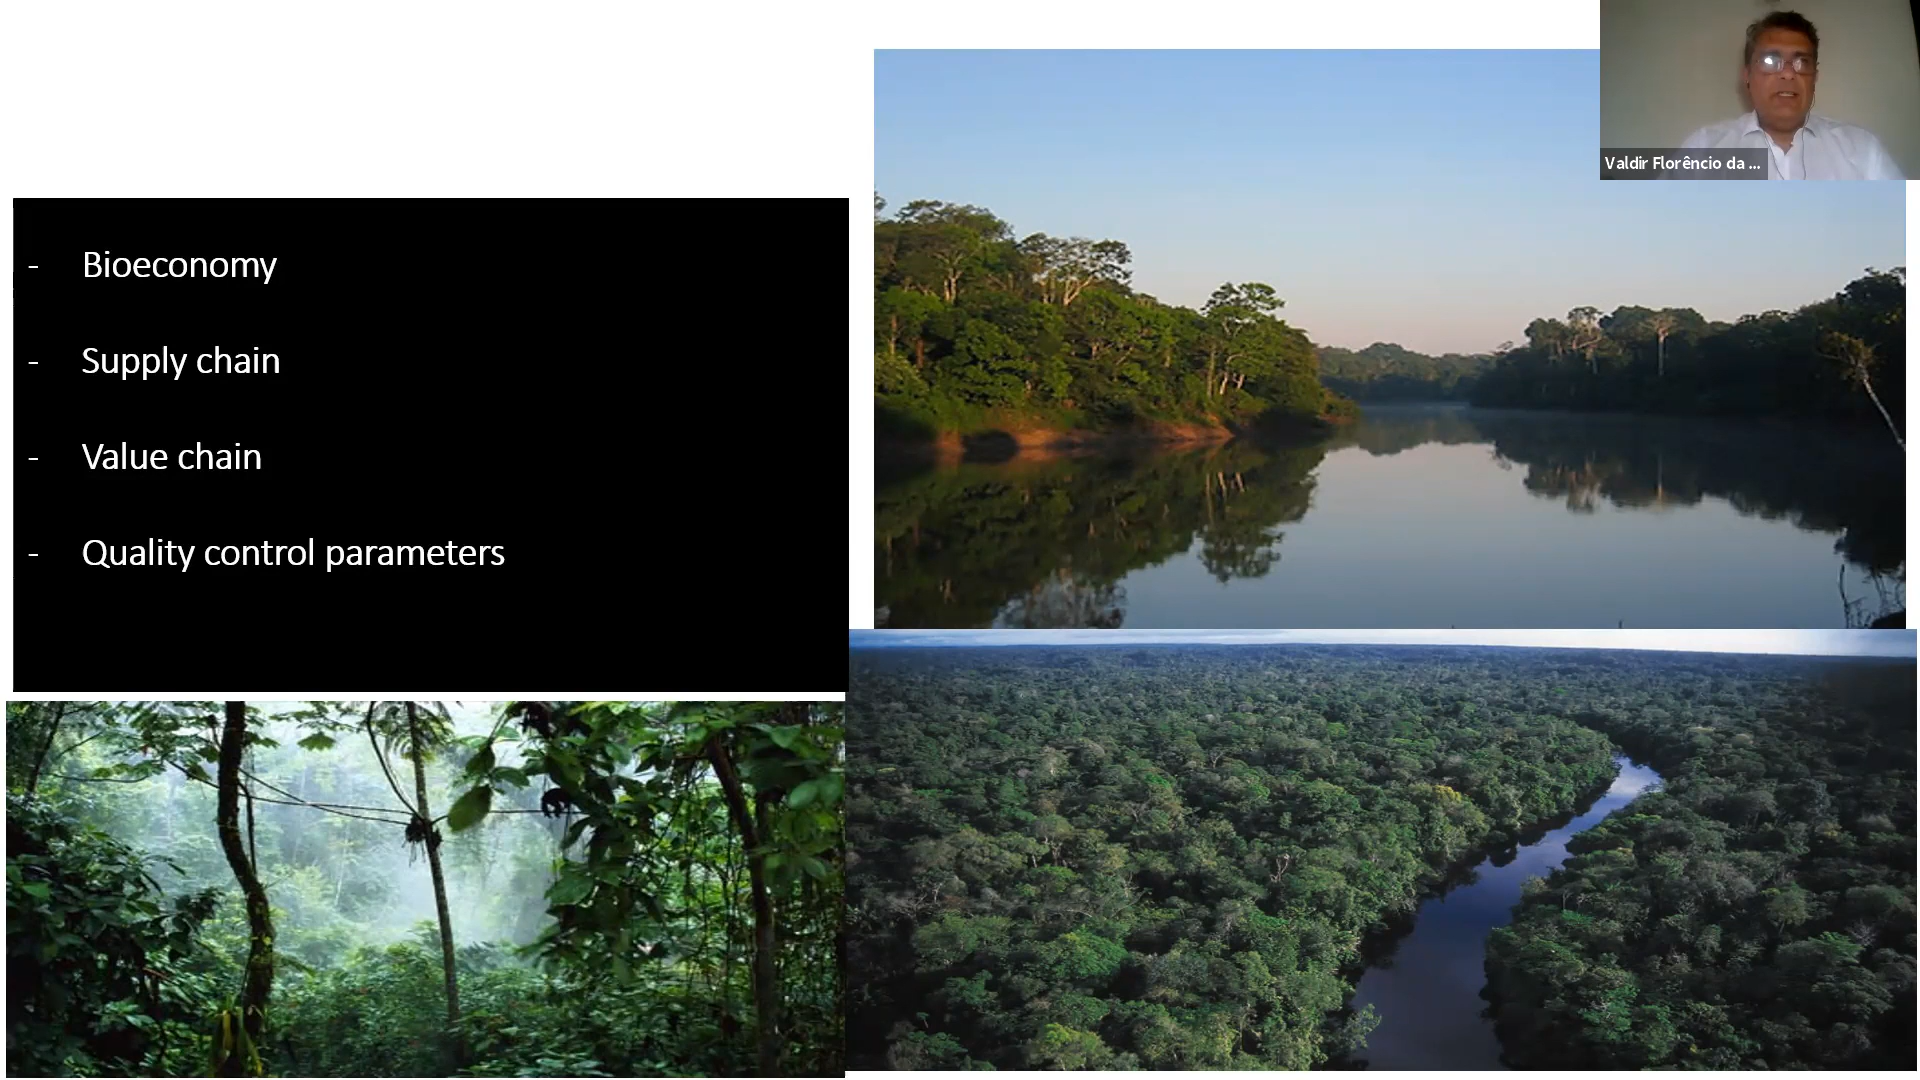 Valdir Florêncio da ...
- Bioeconomy
- Supply chain
- Value chain
- Quality control parameters